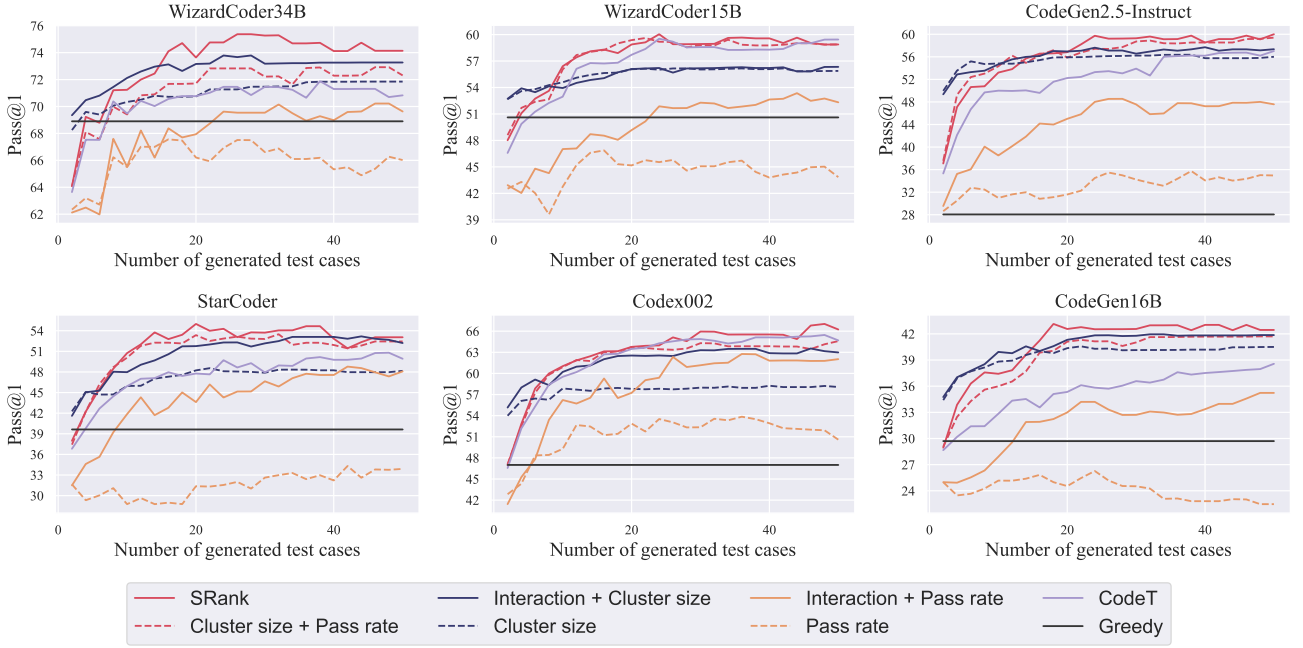 WizardCoder34B
WizardCoder15B
CodeGen2.5-Instruct
Pass@1
76
74
72
70
68
66
64
62
0
20
40
Number of generated test cases
Pass@1
60
57
54
51
48
45
42
39
0
20
40
Number of generated test cases
Pass@1
60
56
52
48
44
40
36
32
28
0
20
40
Number of generated test cases
StarCoder
Codex002
CodeGen16B
Pass@1
54
51
48
45
42
39
36
33
30
0
20
40
Number of generated test cases
Pass@1
66
63
60
57
54
51
48
45
42
0
20
40
Number of generated test cases
Pass@1
42
39
36
33
30
27
24
0
20
40
Number of generated test cases
SRank
Interaction + Cluster size
Interaction + Pass rate
CodeT
Cluster size + Pass rate
Cluster size
Pass rate
Greedy